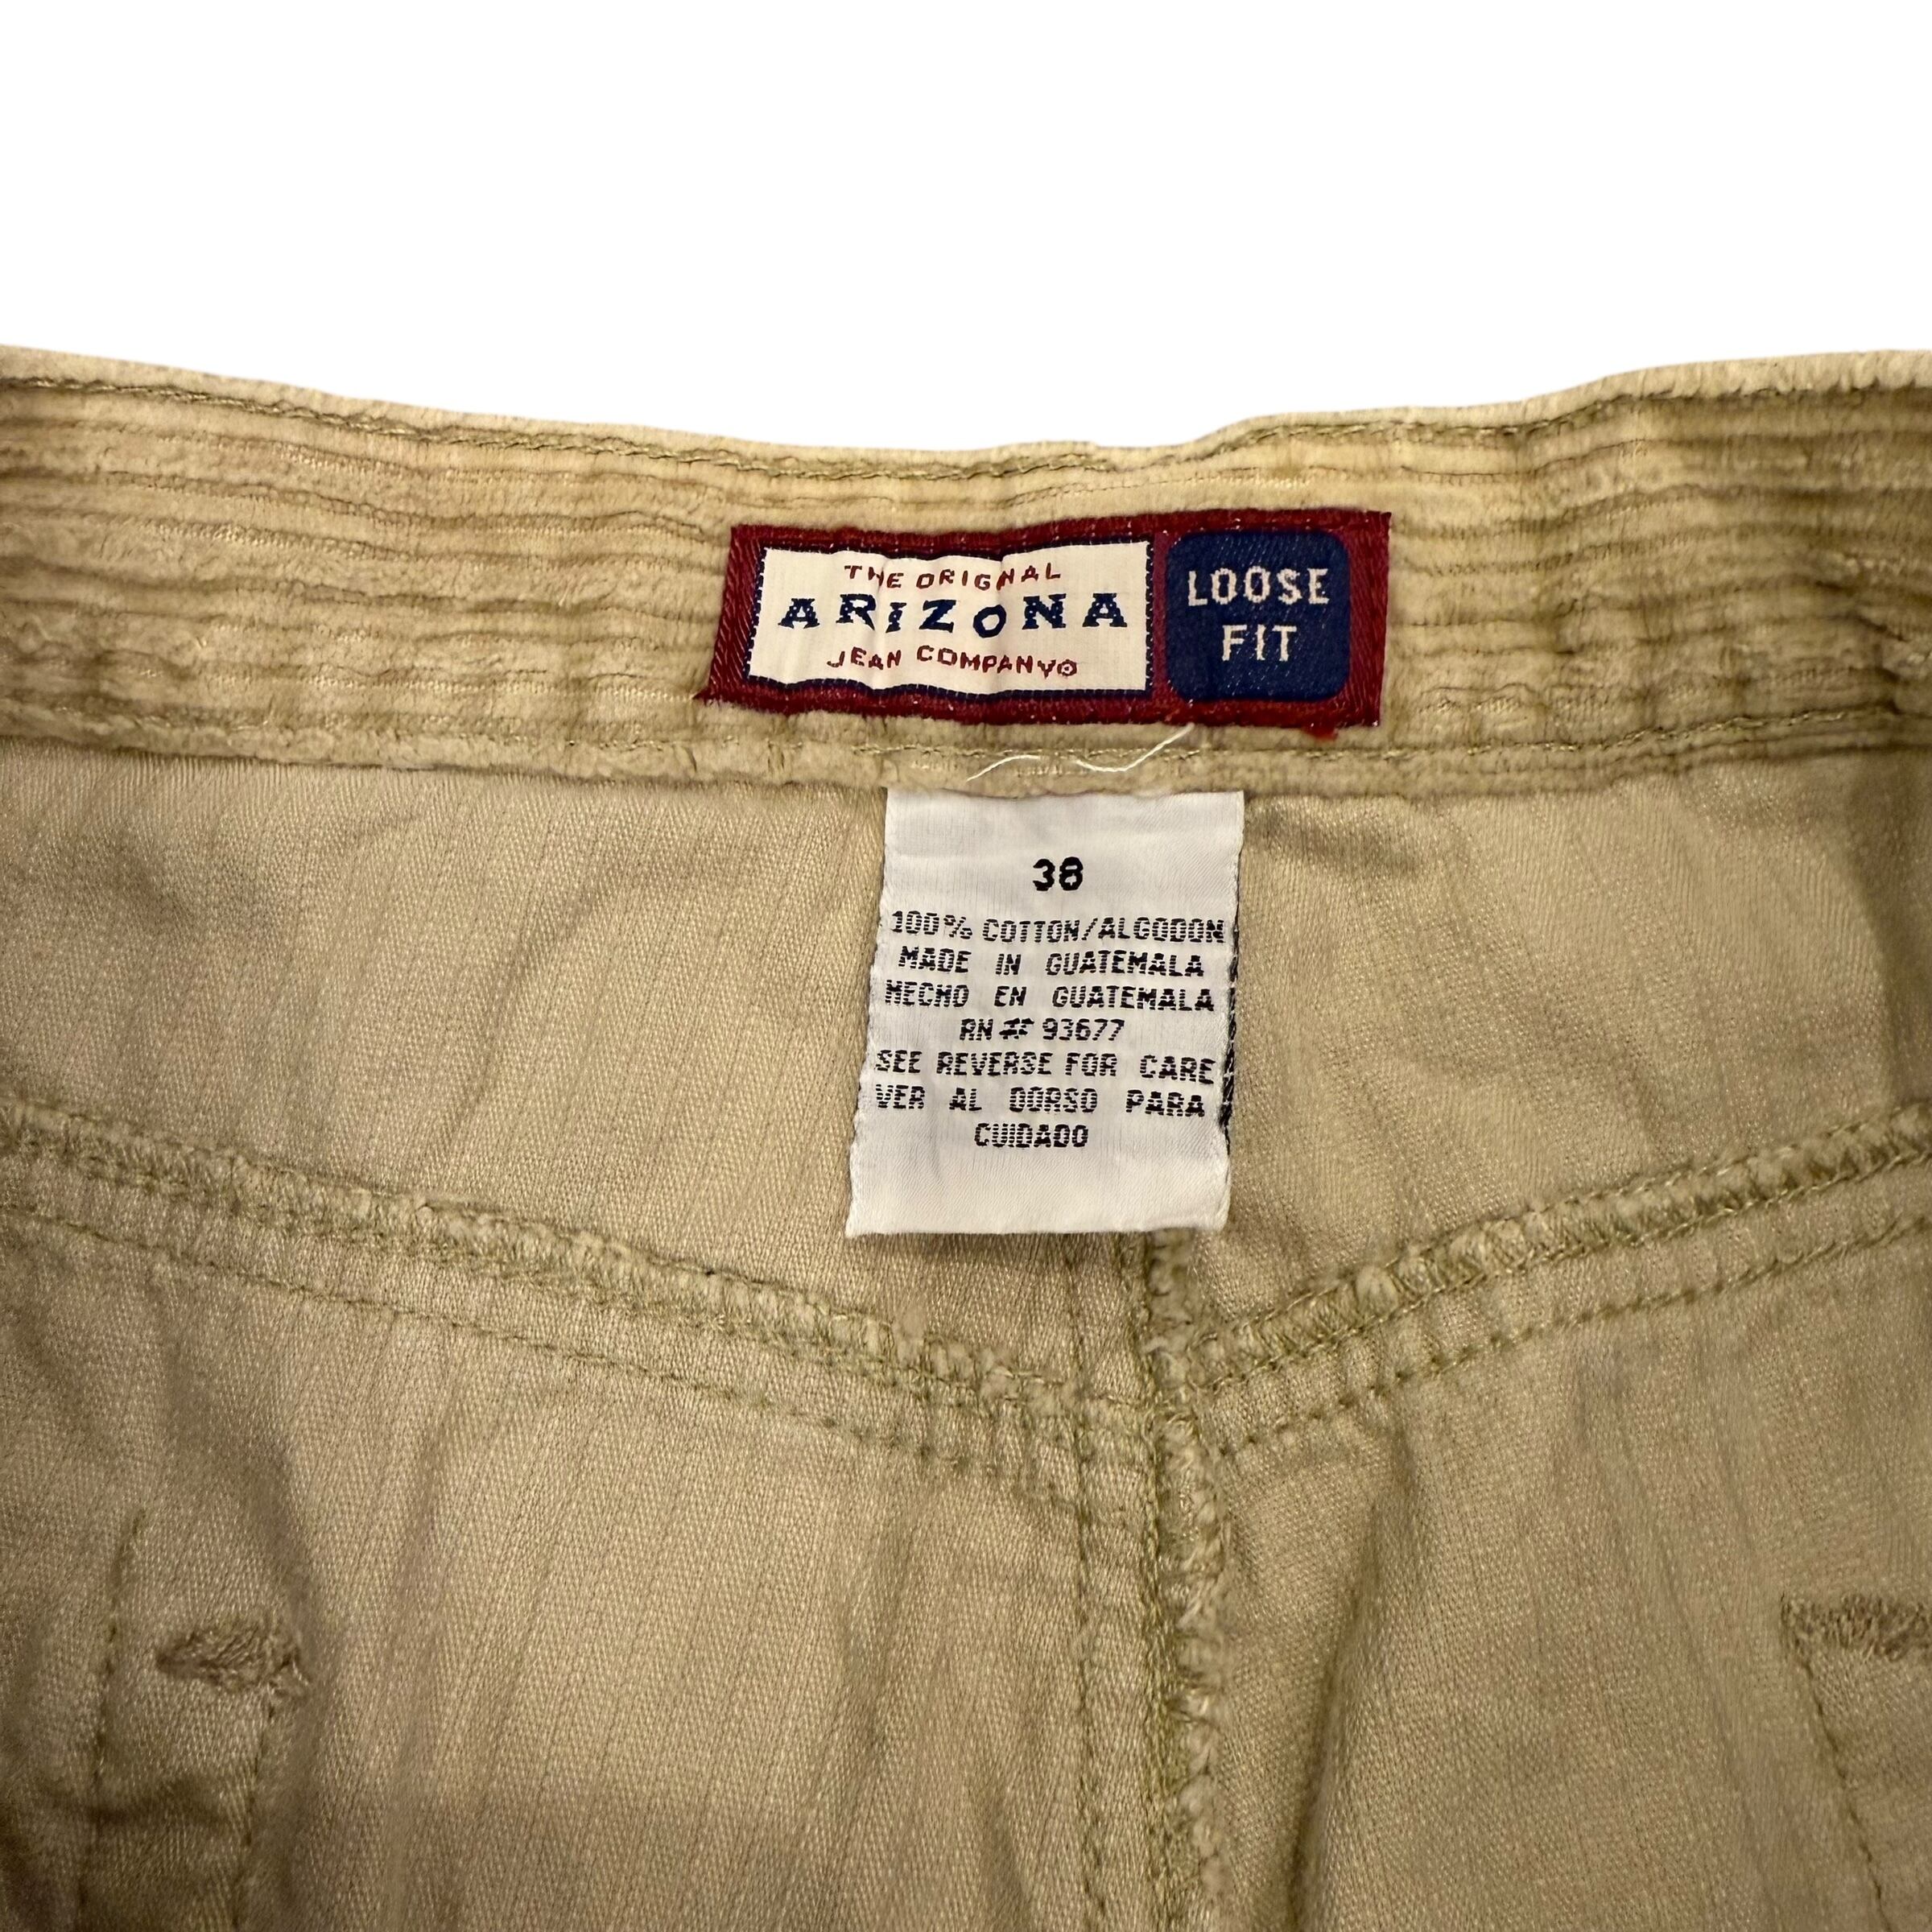 THE ORIGINAL
ARIZONA
JEAN COMPANY®
LOOSE
FIT
38
100% COTTON/ALGODON
MADE IN GUATEMALA
HECHO EN GUATEMALA
RN # 93677
SEE REVERSE FOR CARE
VER AL DORSO PARA
CUIDADO